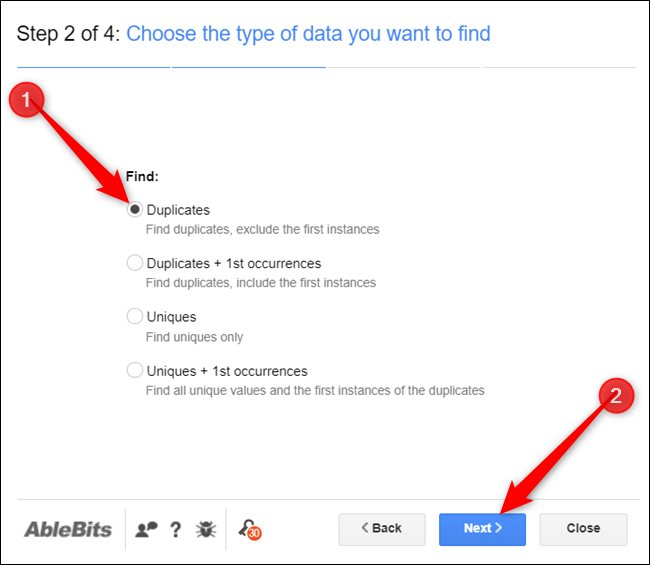 Step 2 of 4: Choose the type of data you want to find
1
Find:
Duplicates
Find duplicates, exclude the first instances
Duplicates + 1st occurrences
Find duplicates, include the first instances
Uniques
Find uniques only
Uniques + 1st occurrences
Find all unique values and the first instances of the duplicates
2
AbleBits ? 30 < Back Next > Close